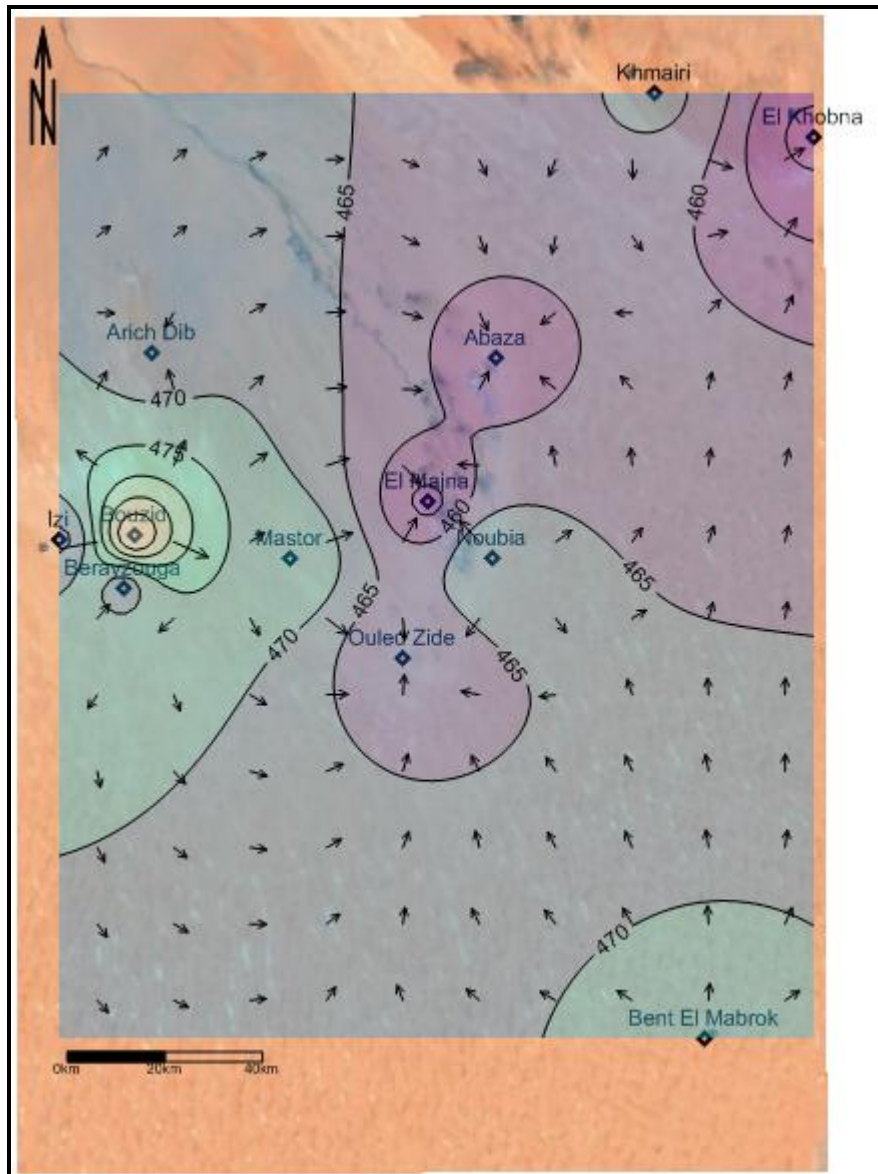 N
Khmairi
El Khobna
465
460
Arich Dib
Abaza
470
475
El Majna
Bouzid
460
Izi
Mastor
Noubia
Berayzouga
465
465
Ouled Zide
470
465
470
Bent El Mabrok
0km 20km 40km